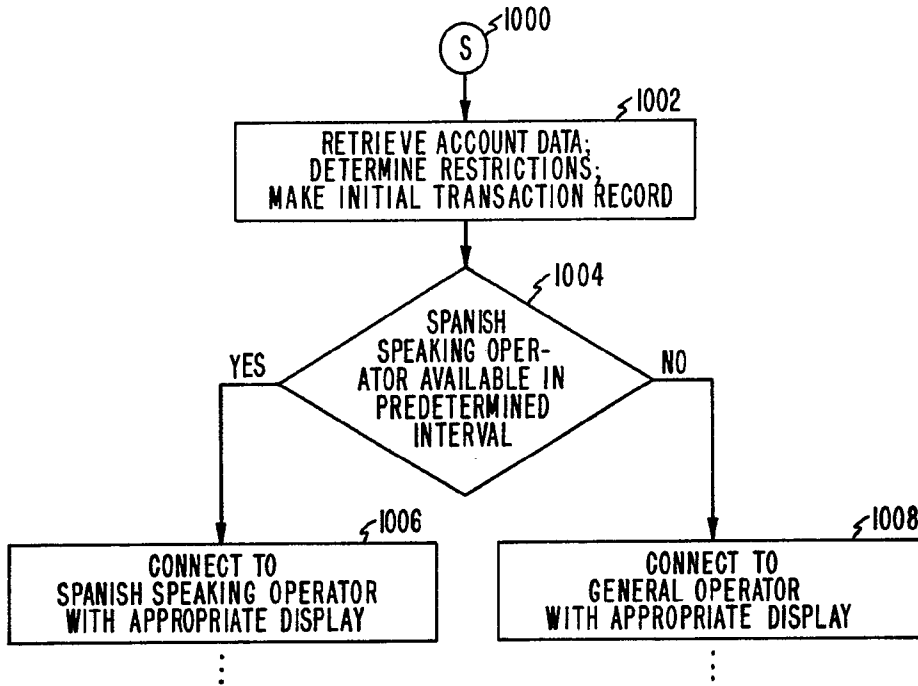 1000
S
1002
RETRIEVE ACCOUNT DATA;
DETERMINE RESTRICTIONS;
MAKE INITIAL TRANSACTION RECORD
1004
SPANISH
SPEAKING OPER-
ATOR AVAILABLE IN
PREDETERMINED
INTERVAL
YES
NO
1006
CONNECT TO
SPANISH SPEAKING OPERATOR
WITH APPROPRIATE DISPLAY
1008
CONNECT TO
GENERAL OPERATOR
WITH APPROPRIATE DISPLAY